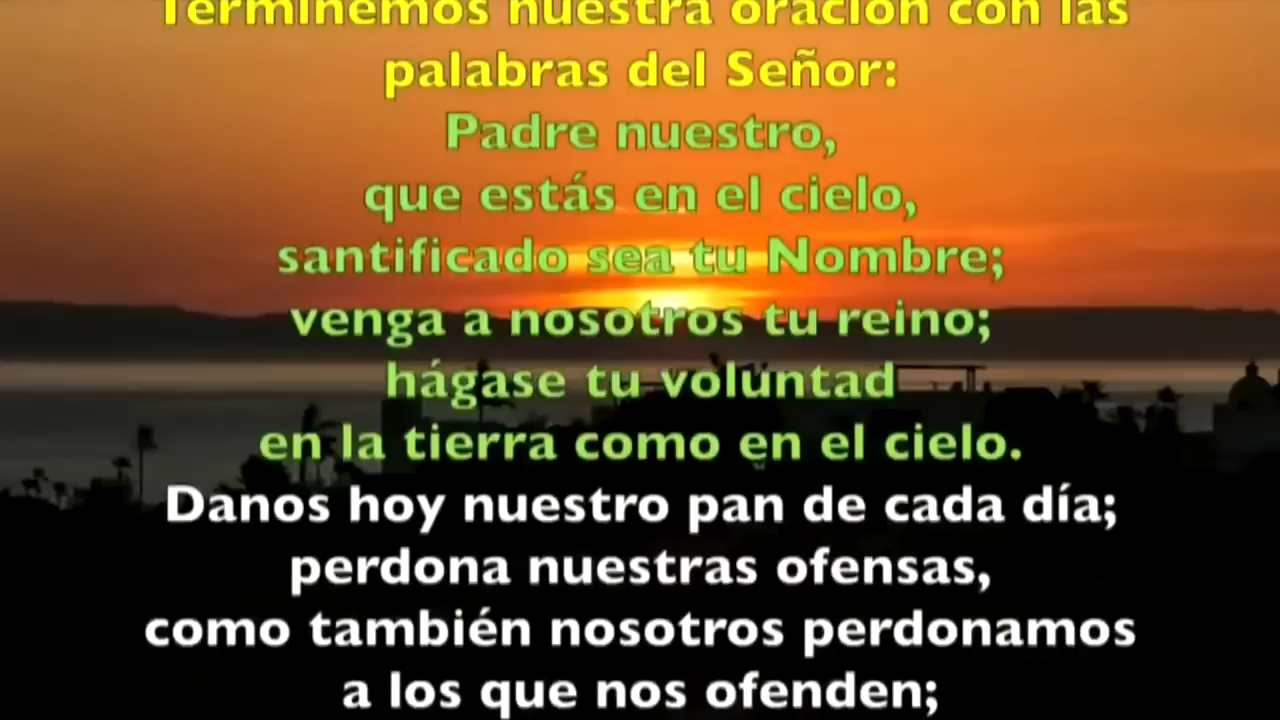 Terminemos nuestra oración con las
palabras del Señor:
Padre nuestro,
que estás en el cielo,
santificado sea tu Nombre;
venga a nosotros tu reino;
hágase tu voluntad
en la tierra como en el cielo.
Danos hoy nuestro pan de cada día;
perdona nuestras ofensas,
como también nosotros perdonamos
a los que nos ofenden;